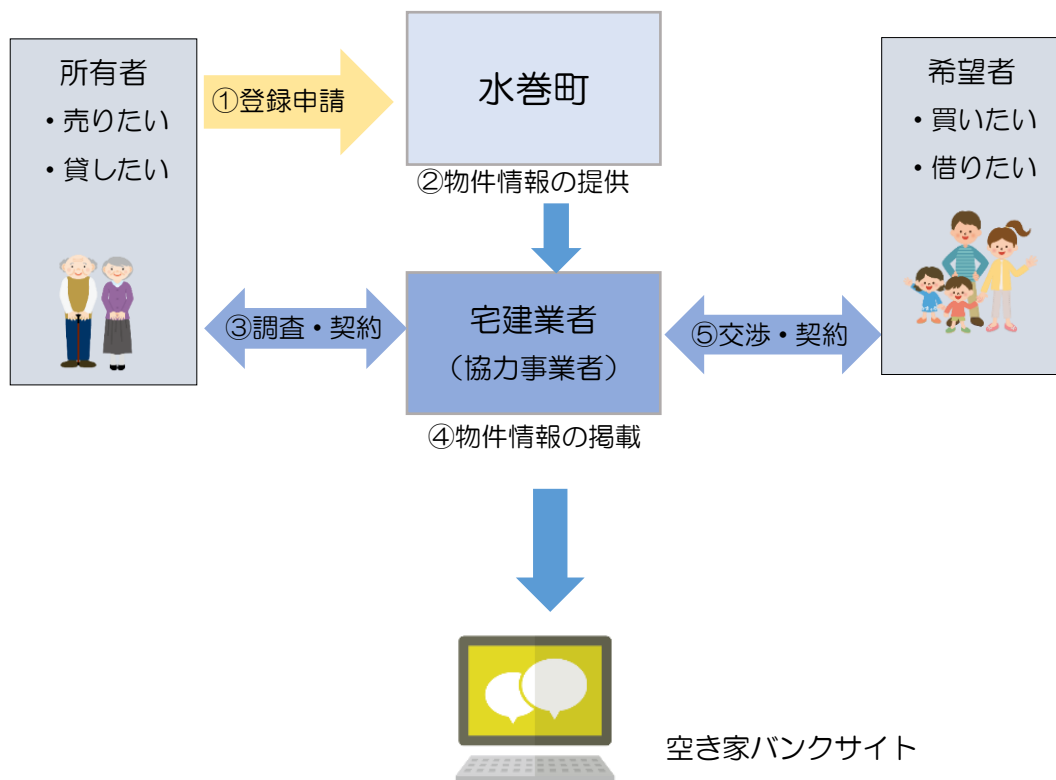 所有者
・売りたい
・貸したい
①登録申請
水巻町
②物件情報の提供
希望者
・買いたい
・借りたい
③調査・契約
宅建業者
（協力事業者）
⑤交渉・契約
④物件情報の掲載
空き家バンクサイト